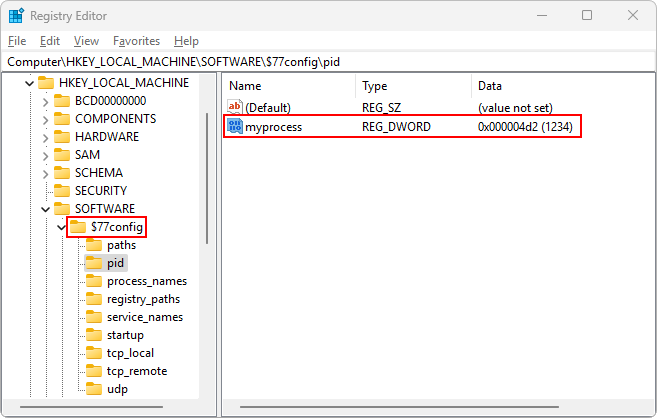 Registry Editor
File Edit View Favorites Help
Computer\HKEY_LOCAL_MACHINE\SOFTWARE\$77config\pid
HKEY_LOCAL_MACHINE
BCD00000000
COMPONENTS
HARDWARE
SAM
SCHEMA
SECURITY
SOFTWARE
$77config
paths
pid
process_names
registry_paths
service_names
startup
tcp_local
tcp_remote
udp
Name Type Data
ab (Default) REG_SZ (value not set)
myprocess REG_DWORD 0x000004d2 (1234)